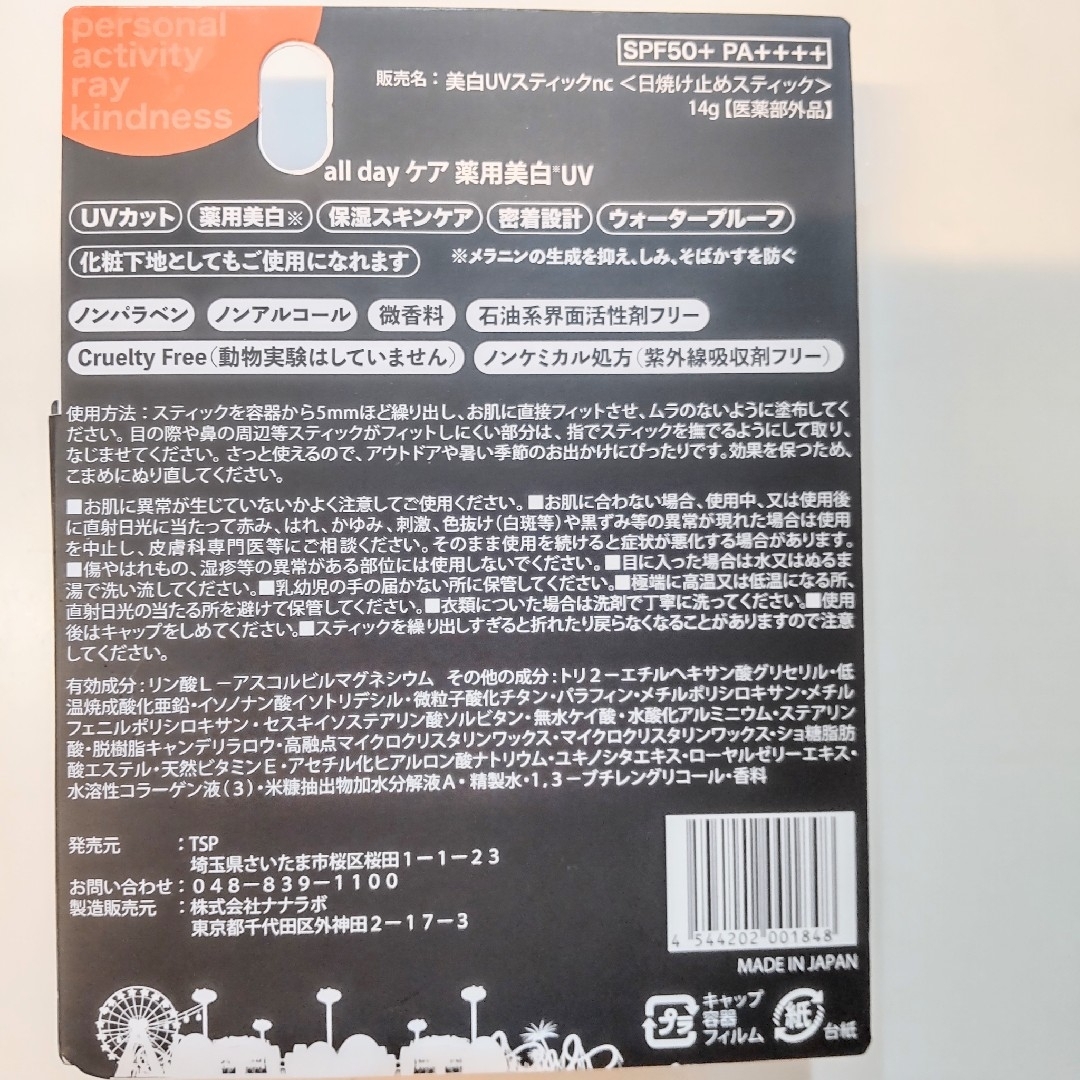 personal
activity
ray
kindness
SPF50+ PA++++
販売名：美白UVスティックnc ＜日焼け止めスティック＞
14g【医薬部外品】
all day ケア 薬用美白※UV
UVカット 薬用美白※ 保湿スキンケア 密着設計 ウォータープルーフ
化粧下地としてもご使用になれます ※メラニンの生成を抑え、しみ、そばかすを防ぐ
ノンパラベン ノンアルコール 微香料 石油系界面活性剤フリー
Cruelty Free（動物実験はしていません） ノンケミカル処方（紫外線吸収剤フリー）
使用方法：スティックを容器から5mmほど繰り出し、お肌に直接フィットさせ、ムラのないように塗布してく
ださい。目の際や鼻の周辺等スティックがフィットしにくい部分は、指でスティックを撫でるようにして取り、
なじませてください。さっと使えるので、アウトドアや暑い季節のお出かけにぴったりです。効果を保つため、
こまめにぬり直してください。
■お肌に異常が生じていないかよく注意してご使用ください。■お肌に合わない場合、使用中、又は使用後
に直射日光に当たって赤み、はれ、かゆみ、刺激、色抜け（白斑等）や黒ずみ等の異常が現れた場合は使用
を中止し、皮膚科専門医等にご相談ください。そのまま使用を続けると症状が悪化する場合があります。
■傷やはれもの、湿疹等の異常がある部位には使用しないでください。■目に入った場合は水又はぬるま
湯で洗い流してください。■乳幼児の手の届かない所に保管してください。■極端に高温又は低温になる所、
直射日光の当たる所を避けて保管してください。■衣類についた場合は洗剤で丁寧に洗ってください。■使用
後はキャップをしめてください。■スティックを繰り出しすぎると折れたり戻らなくなることがありますので注意
してください。
有効成分：リン酸Ｌ－アスコルビルマグネシウム その他の成分：トリ２－エチルヘキサン酸グリセリル・低
温焼成酸化亜鉛・イソノナン酸イソトリデシル・微粒子酸化チタン・パラフィン・メチルポリシロキサン・メチル
フェニルポリシロキサン・セスキイソステアリン酸ソルビタン・無水ケイ酸・水酸化アルミニウム・ステアリン
酸・脱樹脂キャンデリラロウ・高融点マイクロクリスタリンワックス・マイクロクリスタリンワックス・ショ糖脂肪
酸エステル・天然ビタミンＥ・アセチル化ヒアルロン酸ナトリウム・ユキノシタエキス・ローヤルゼリーエキス・
水溶性コラーゲン液（３）・米糠抽出物加水分解液Ａ・精製水・１,３－ブチレングリコール・香料
発売元 ：TSP
埼玉県さいたま市桜区桜田１－１－２３
お問い合わせ：０４８－８３９－１１００
製造販売元 ：株式会社ナナラボ
東京都千代田区外神田２－１７－３
4 544202 001848
MADE IN JAPAN
プラ キャップ
容器
フィルム
紙 台紙